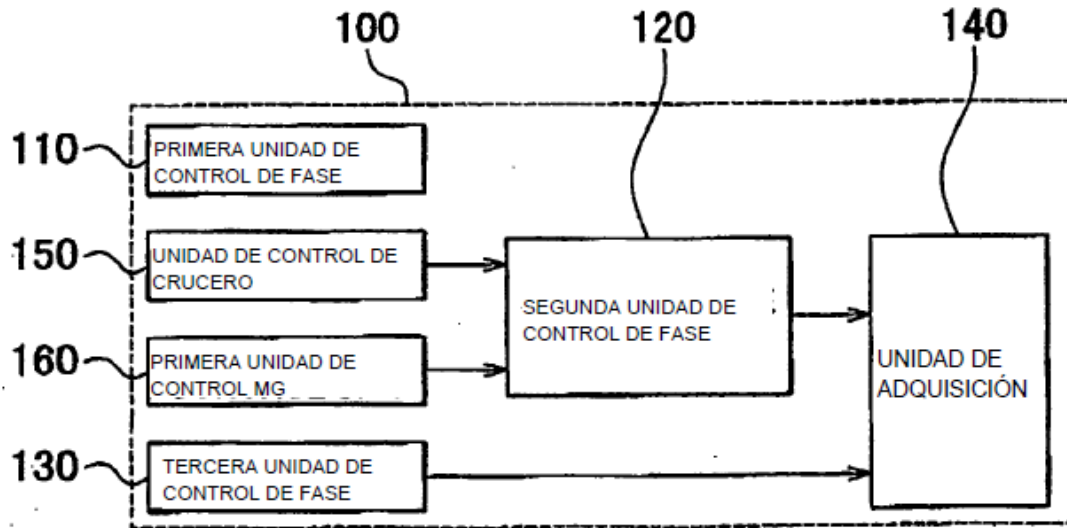 100
120
140
110
PRIMERA UNIDAD DE
CONTROL DE FASE
150
UNIDAD DE CONTROL DE
CRUCERO
SEGUNDA UNIDAD DE
CONTROL DE FASE
160
PRIMERA UNIDAD DE
CONTROL MG
UNIDAD DE
ADQUISICIÓN
130
TERCERA UNIDAD DE
CONTROL DE FASE